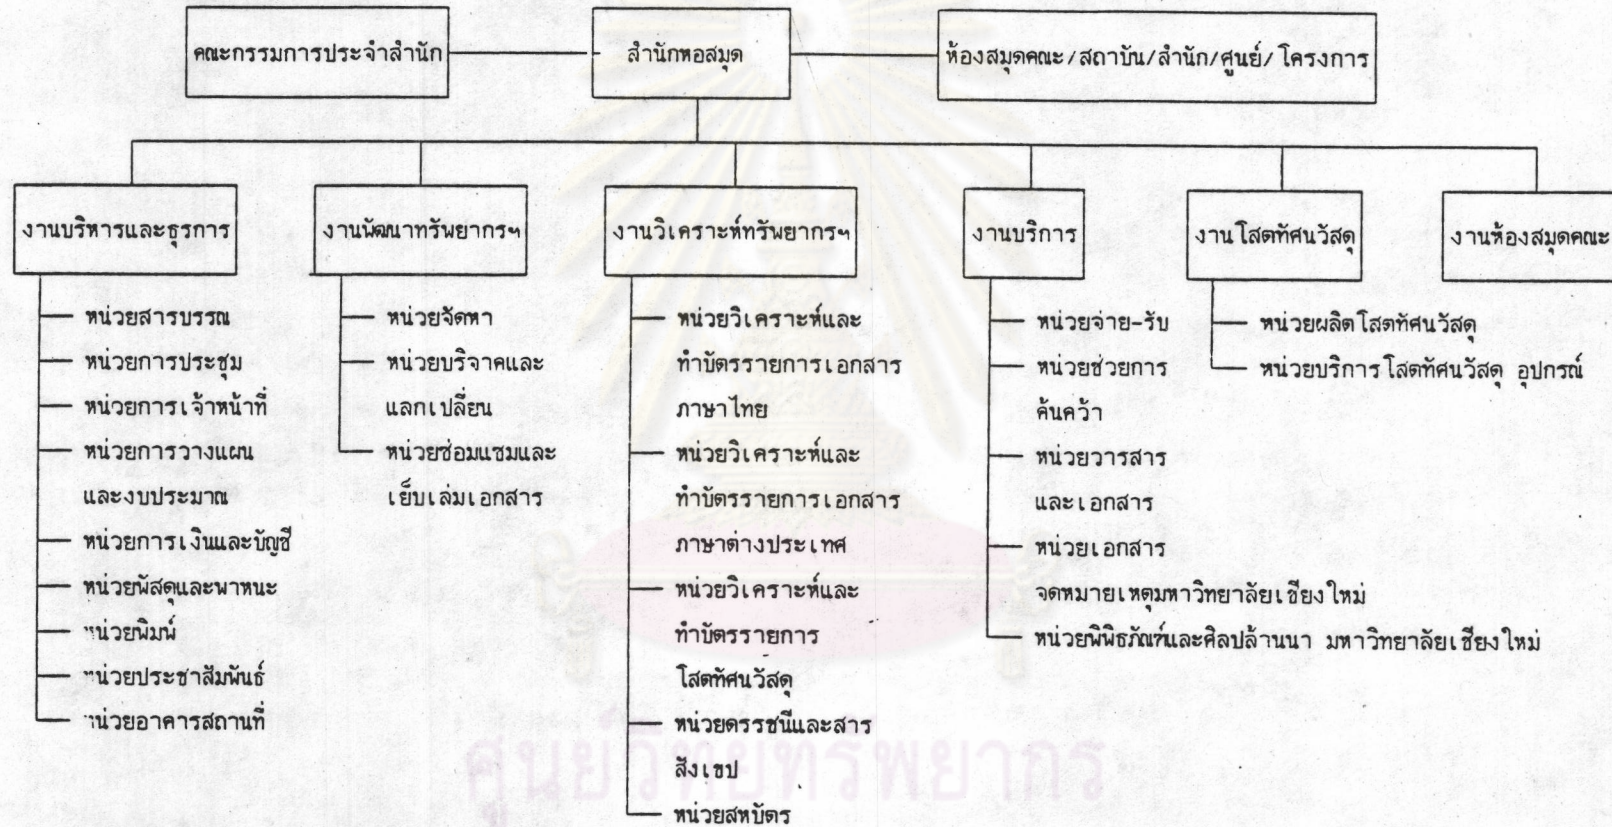 คณะกรรมการประจำสำนัก
สำนักหอสมุด
ห้องสมุดคณะ/สถาบัน/สำนัก/ศูนย์/โครงการ
งานบริหารและธุรการ
หน่วยสารบรรณ
หน่วยการประชุม
หน่วยการเจ้าหน้าที่
หน่วยการวางแผน
และงบประมาณ
หน่วยการเงินและบัญชี
หน่วยพัสดุและพาหนะ
หน่วยพิมพ์
หน่วยประชาสัมพันธ์
หน่วยอาคารสถานที่
งานพัฒนาทรัพยากรฯ
หน่วยจัดหา
หน่วยบริจาคและ
แลกเปลี่ยน
หน่วยซ่อมแซมและ
เย็บเล่มเอกสาร
งานวิเคราะห์ทรัพยากรฯ
หน่วยวิเคราะห์และ
ทำบัตรรายการเอกสาร
ภาษาไทย
หน่วยวิเคราะห์และ
ทำบัตรรายการเอกสาร
ภาษาต่างประเทศ
หน่วยวิเคราะห์และ
ทำบัตรรายการ
โสตทัศนวัสดุ
หน่วยดรรชนีและสาร
สังเขป
หน่วยสหบัตร
งานบริการ
หน่วยจ่าย-รับ
หน่วยช่วยการ
ค้นคว้า
หน่วยวารสาร
และเอกสาร
หน่วยเอกสาร
จดหมายเหตุมหาวิทยาลัยเชียงใหม่
หน่วยพิพิธภัณฑ์และศิลปล้านนา มหาวิทยาลัยเชียงใหม่
งานโสตทัศนวัสดุ
หน่วยผลิตโสตทัศนวัสดุ
หน่วยบริการโสตทัศนวัสดุ อุปกรณ์
งานห้องสมุดคณะ
ศูนย์วิทยทรัพยากร